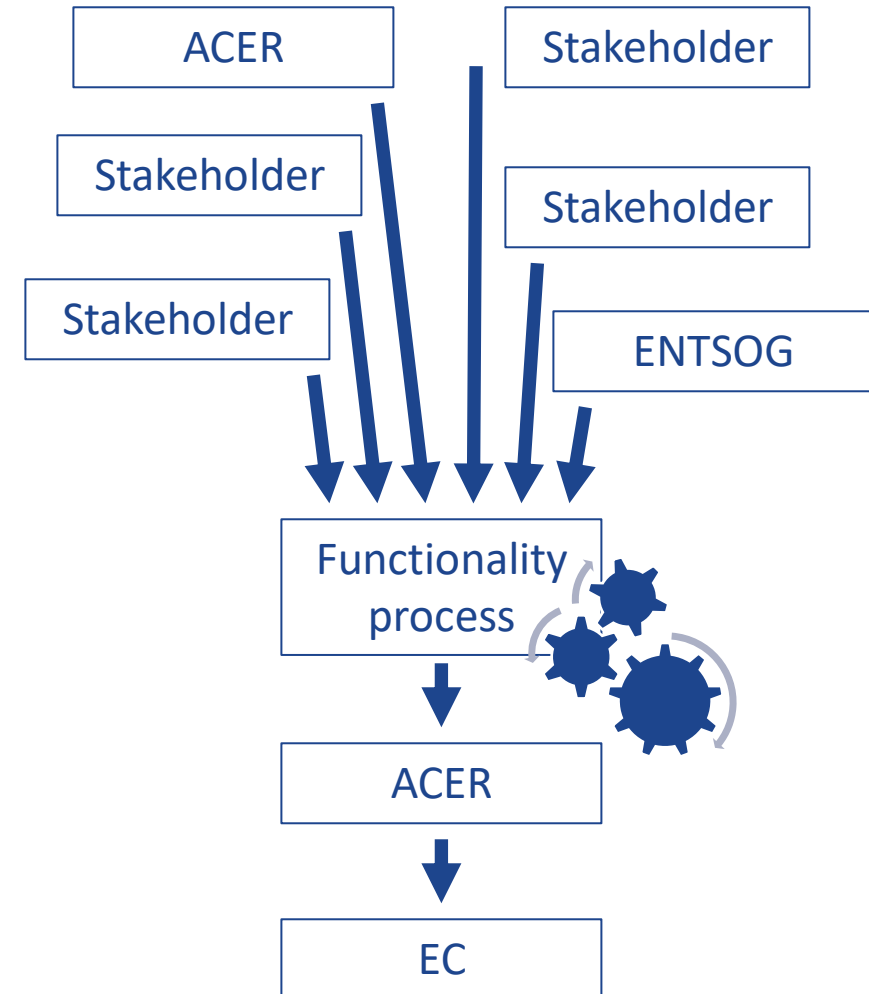 ACER
Stakeholder
Stakeholder
Stakeholder
Stakeholder
ENTSOG
Functionality
process
ACER
EC